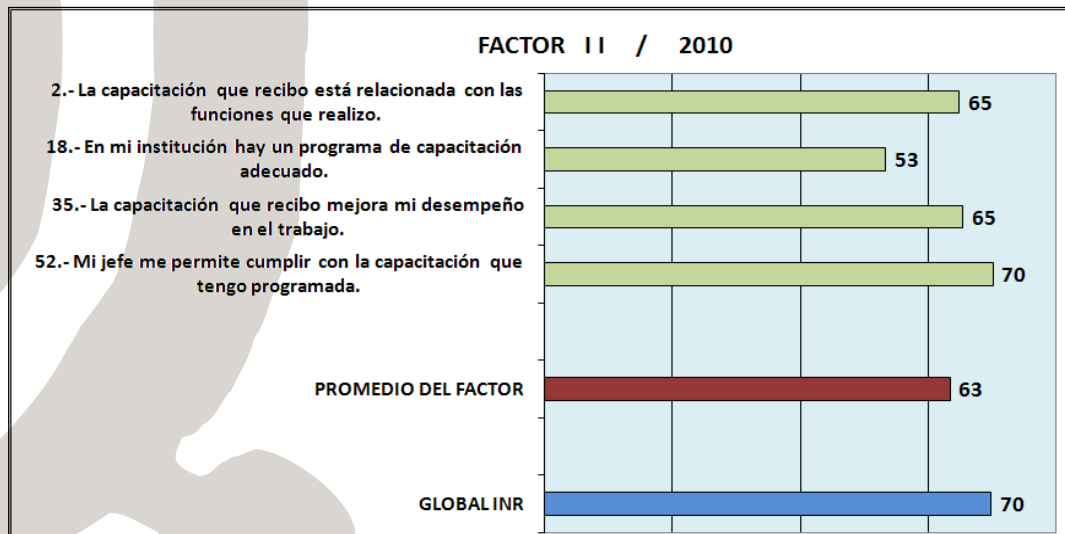 FACTOR I I / 2010
2.- La capacitación que recibo está relacionada con las
funciones que realizo.
65
18.- En mi institución hay un programa de capacitación
adecuado.
53
35.- La capacitación que recibo mejora mi desempeño
en el trabajo.
65
52.- Mi jefe me permite cumplir con la capacitación que
tengo programada.
70
PROMEDIO DEL FACTOR
63
GLOBAL INR
70